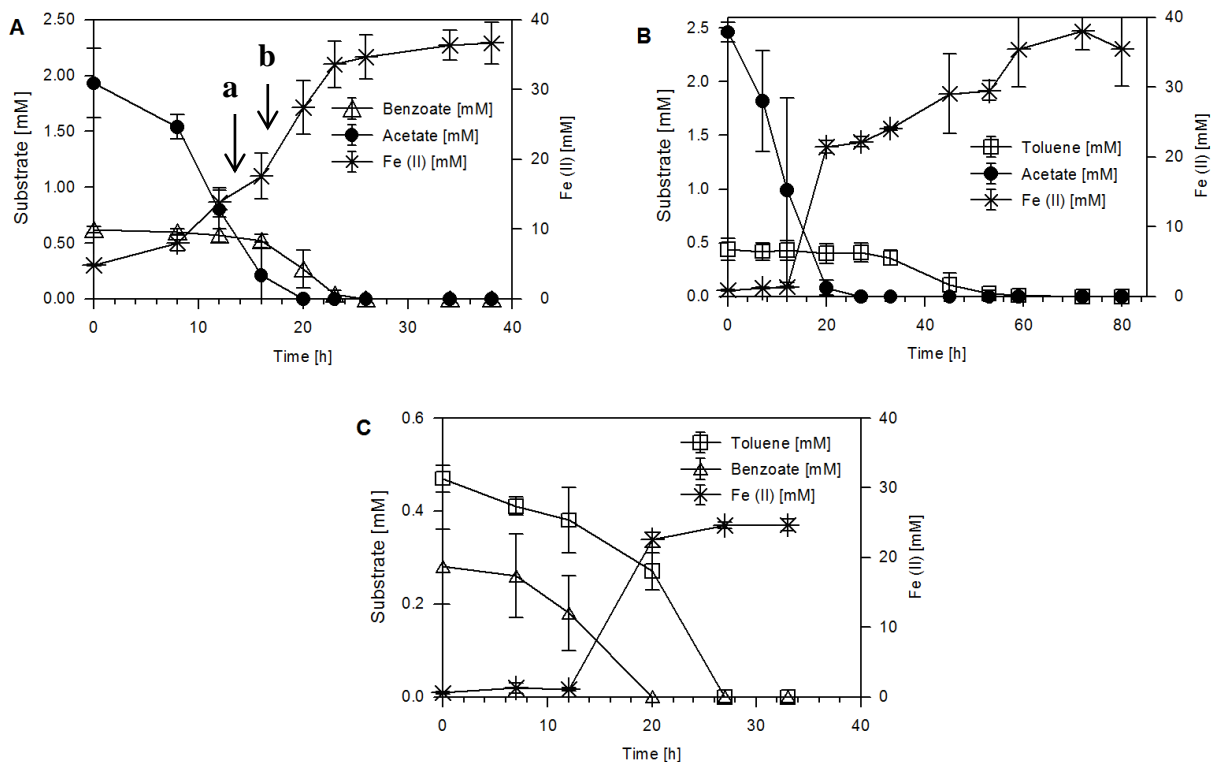 A
a
b
Benzoate [mM]
Acetate [mM]
Fe (II) [mM]
Substrate [mM]
2.50
2.00
1.50
1.00
0.50
0.00
40
30
20
10
0
Fe (II) [mM]
0 10 20 30 40
Time [h]
B
Toluene [mM]
Acetate [mM]
Fe (II) [mM]
Substrate [mM]
2.5
2.0
1.5
1.0
0.5
0.0
40
30
20
10
0
Fe (II) [mM]
0 20 40 60 80
Time [h]
C
Toluene [mM]
Benzoate [mM]
Fe (II) [mM]
Substrate [mM]
0.6
0.4
0.2
0.0
40
30
20
10
0
Fe (II) [mM]
0 10 20 30 40
Time [h]